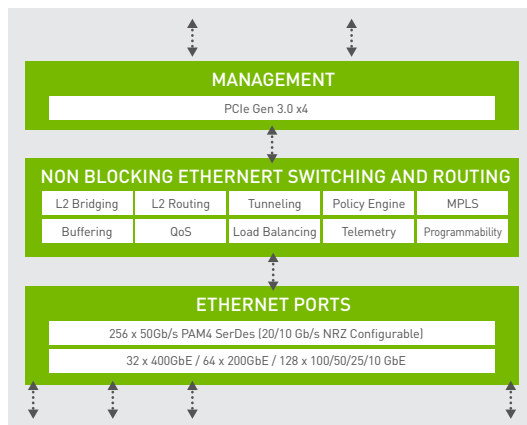 MANAGEMENT
PCIe Gen 3.0 x4
NON BLOCKING ETHERNERT SWITCHING AND ROUTING
L2 Bridging L2 Routing Tunneling Policy Engine MPLS
Buffering QoS Load Balancing Telemetry Programmability
ETHERNET PORTS
256 x 50Gb/s PAM4 SerDes (20/10 Gb/s NRZ Configurable)
32 x 400GbE / 64 x 200GbE / 128 x 100/50/25/10 GbE